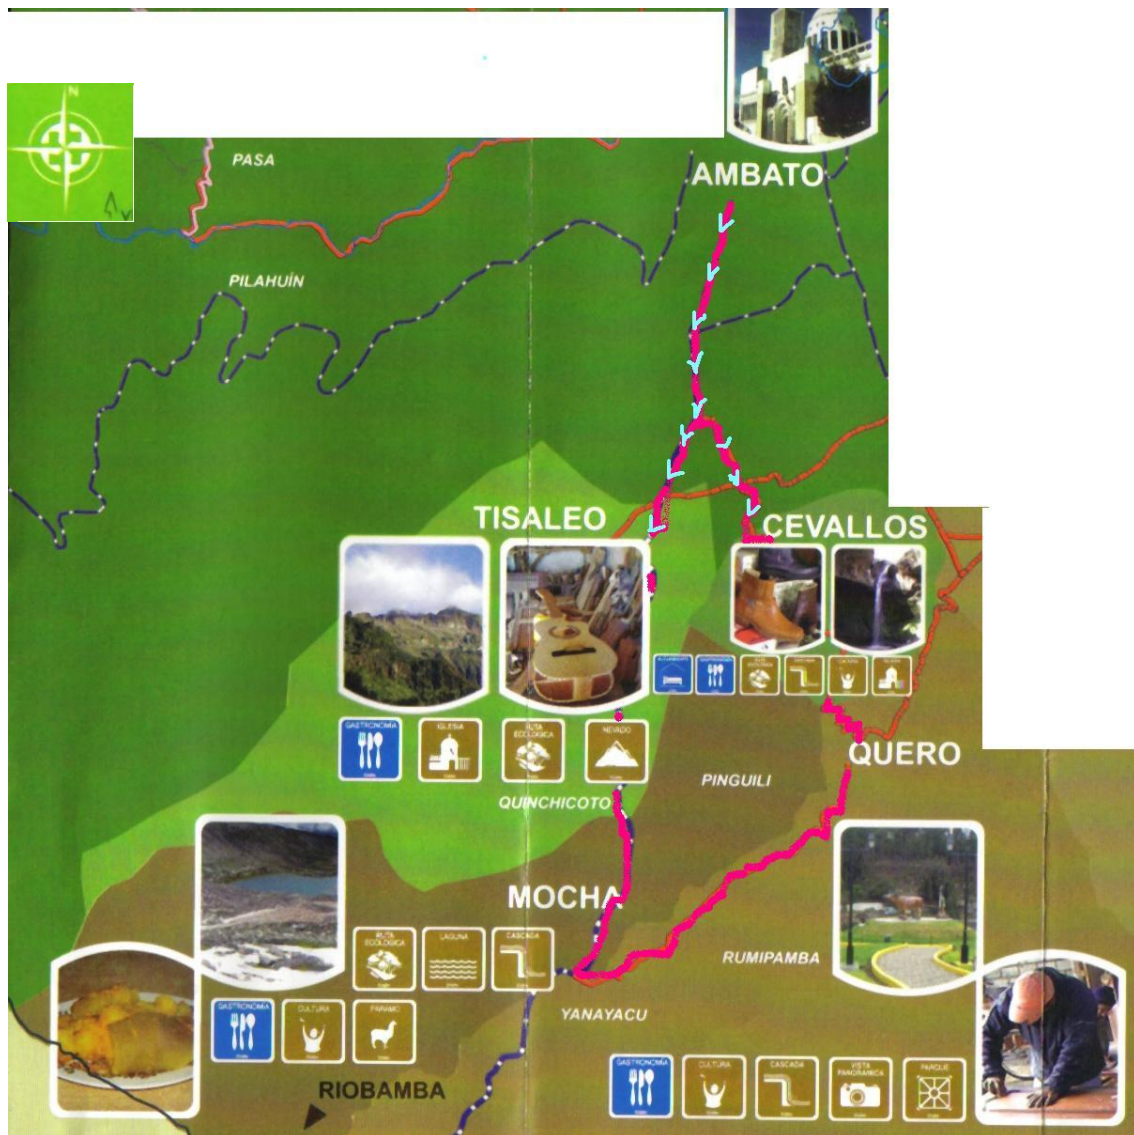 N
PASA
AMBATO
PILAHUÍN
TISALEO
CEVALLOS
GASTRONOMÍA
IGLESIA
RUTA
ECOLÓGICA
NEVADO
QUERO
PINGUILI
QUINCHICOTO
MOCHA
RUTA
ECOLÓGICA
LAGUNA
CASCADA
RUMIPAMBA
GASTRONOMÍA
CULTURA
PÁRAMO
YANAYACU
RIOBAMBA
GASTRONOMÍA
CULTURA
CASCADA
VISTA
PANORÁMICA
PARQUE